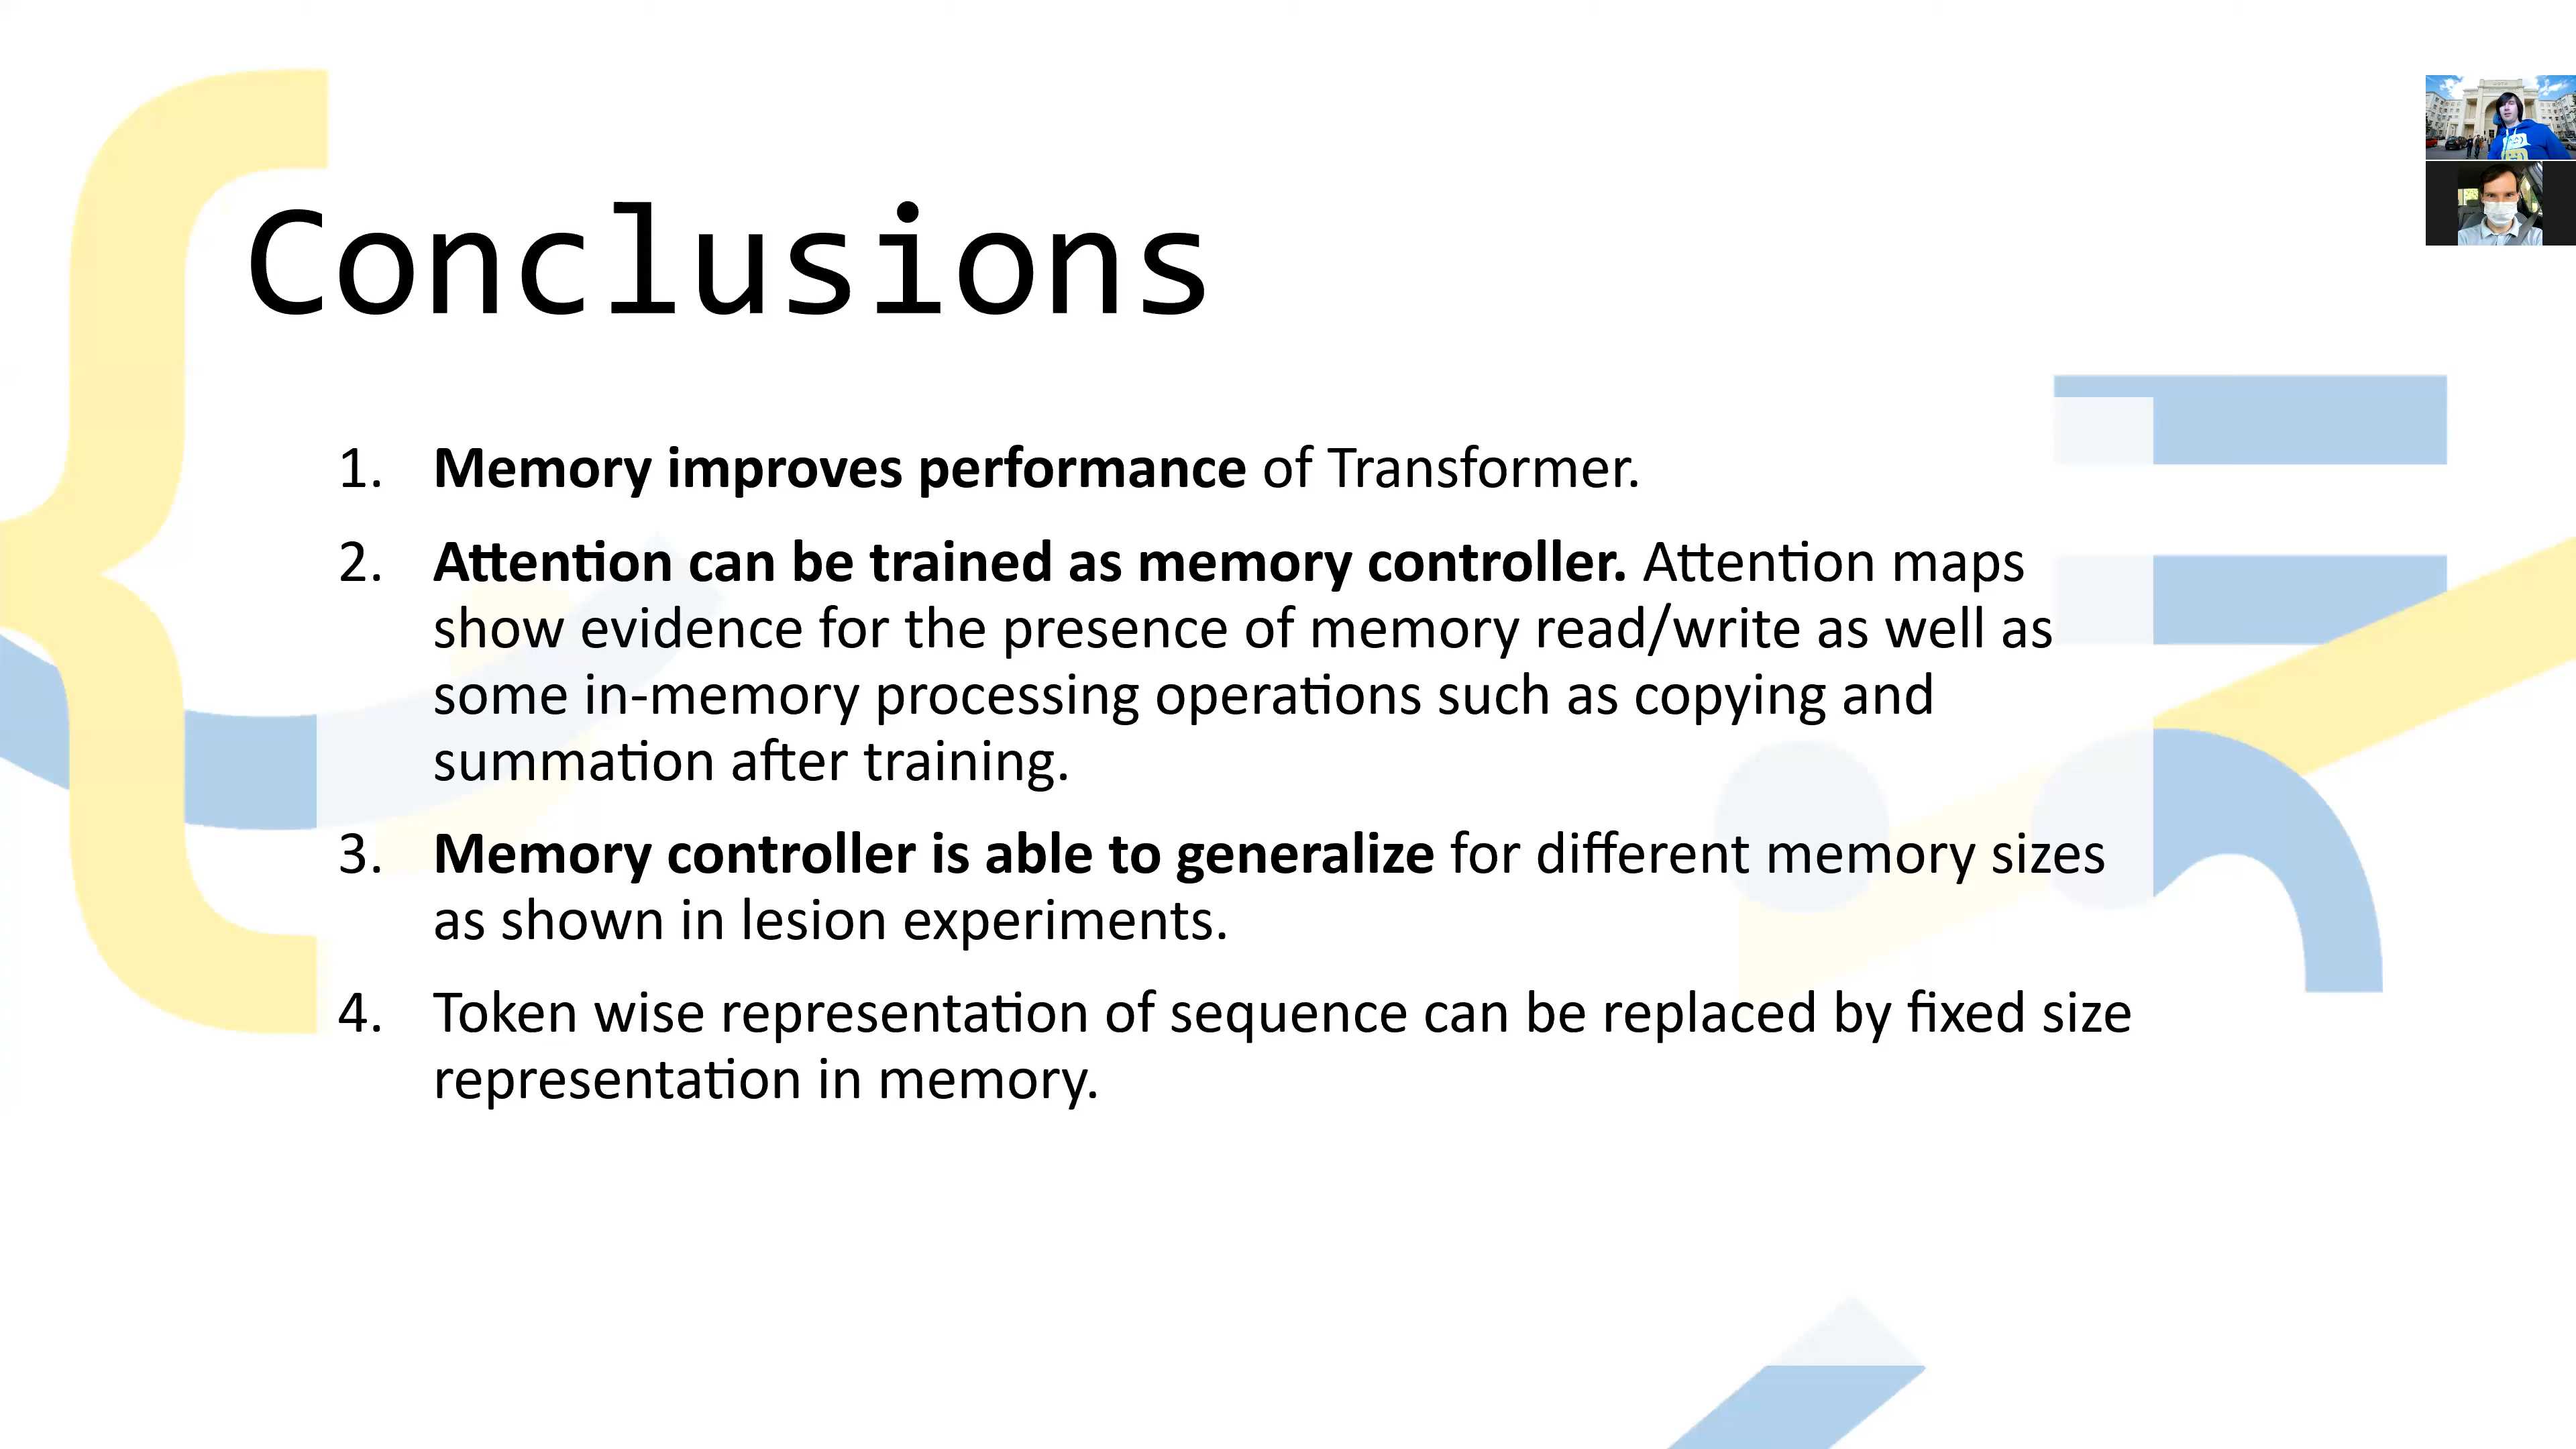 Conclusions
1. Memory improves performance of Transformer.
2. Attention can be trained as memory controller. Attention maps
show evidence for the presence of memory read/write as well as
some in-memory processing operations such as copying and
summation after training.
3. Memory controller is able to generalize for different memory sizes
as shown in lesion experiments.
4. Token wise representation of sequence can be replaced by fixed size
representation in memory.